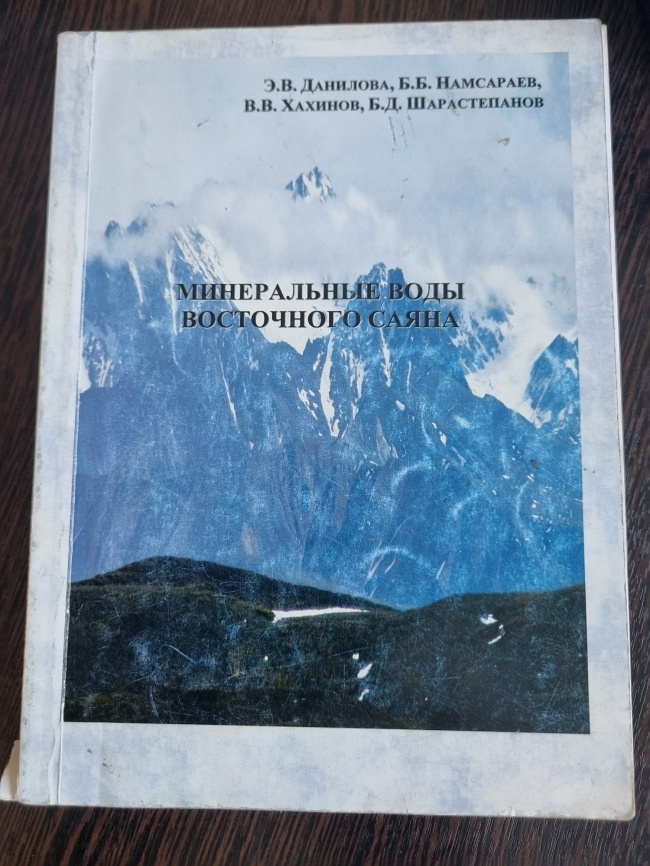 Э.В. Данилова, Б.Б. Намсараев,
В.В. Хахинов, Б.Д. Шарастепанов
МИНЕРАЛЬНЫЕ ВОДЫ
ВОСТОЧНОГО САЯНА